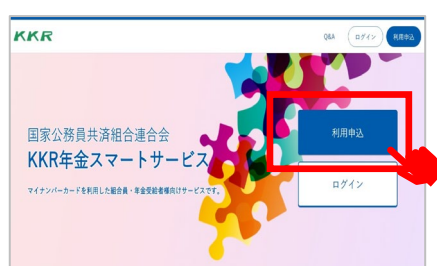 KKR
Q&A
ログイン
利用申込
国家公務員共済組合連合会
KKR年金スマートサービス
マイナンバーカードを利用した組合員・年金受給者様向けサービスです。
利用申込
ログイン